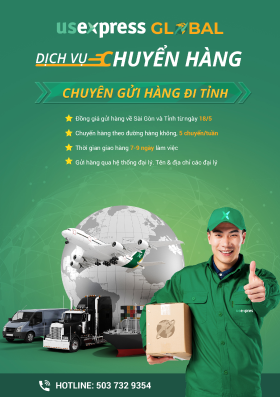 usexpress GLOBAL
DỊCH VỤ CHUYỂN HÀNG
CHUYÊN GỬI HÀNG ĐI TỈNH
Đồng giá gửi hàng về Sài Gòn và Tỉnh từ ngày 18/5
Chuyển hàng theo đường hàng không, 5 chuyến/tuần
Thời gian giao hàng 7-9 ngày làm việc
Gửi hàng qua hệ thống đại lý. Tên & địa chỉ các đại lý
usexpress
HOTLINE: 503 732 9354